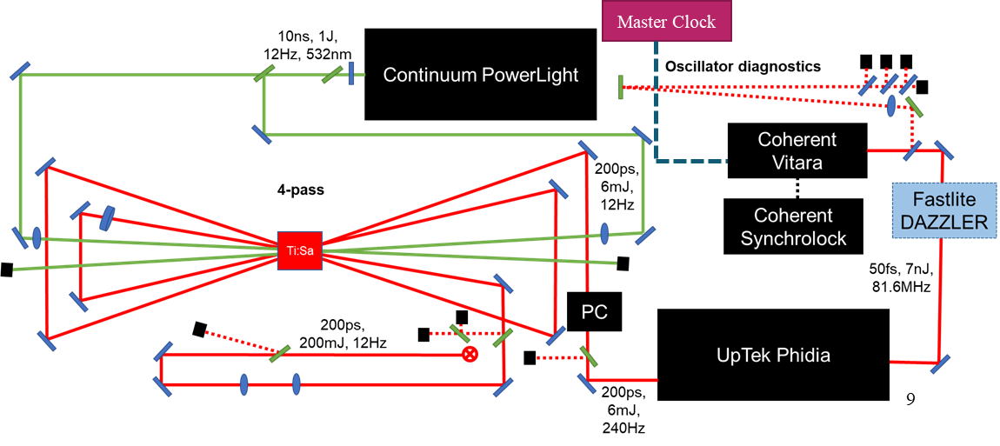 Master Clock
10ns, 1J,
12Hz, 532nm
Continuum PowerLight
Oscillator diagnostics
Coherent
Vitara
4-pass
200ps,
6mJ,
12Hz
Fastlite
DAZZLER
Coherent
Synchrolock
Ti:Sa
50fs, 7nJ,
81.6MHz
PC
200ps,
200mJ, 12Hz
UpTek Phidia
200ps,
6mJ,
240Hz
9